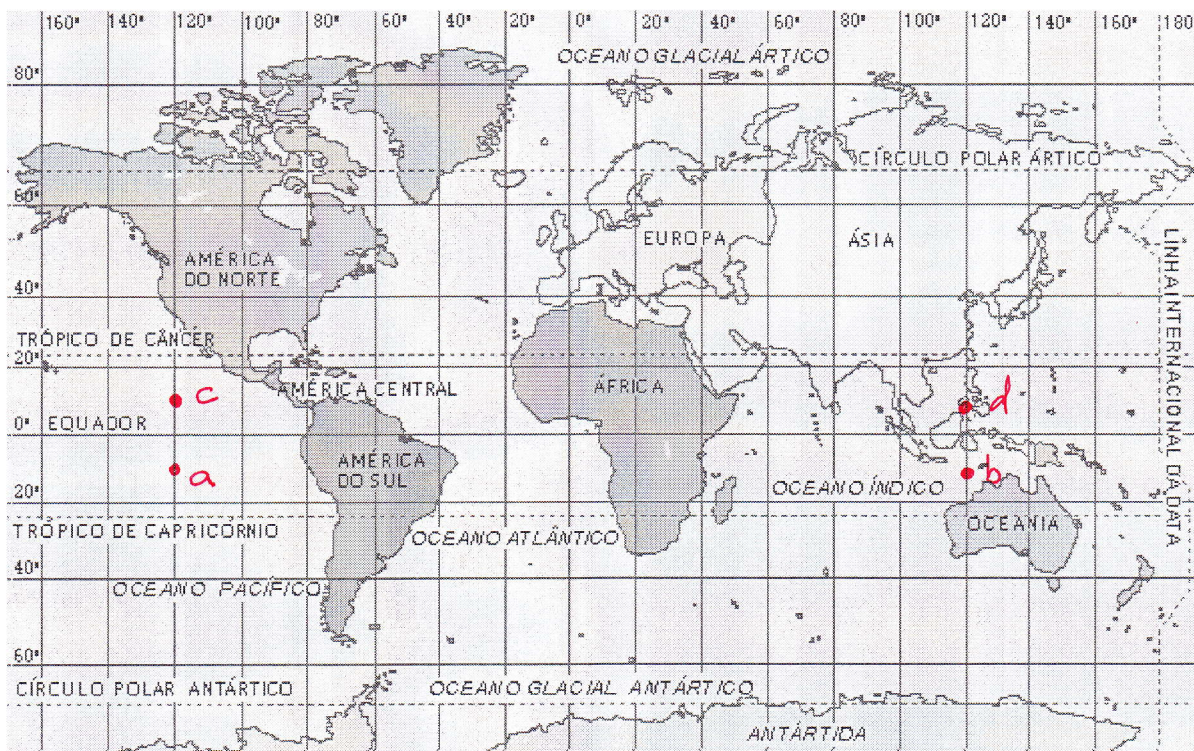 160° 120° 100° 80° 60° 40° 20° 0° 20° 40° 60° 80° 100° 120° 140° 160° 180°
OCEANO GLACIAL ÁRTICO
80°
CÍRCULO POLAR ÁRTICO
60°
EUROPA
ÁSIA
AMÉRICA
DO NORTE
40°
TRÓPICO DE CÂNCER
20°
AMÉRICA CENTRAL
ÁFRICA
c
d
EQUADOR
0°
AMÉRICA
DO SUL
a
b
OCEANO ÍNDICO
20°
OCEANIA
TRÓPICO DE CAPRICÓRNIO
OCEANO ATLÂNTICO
40°
OCEANO PACÍFICO
LINHA INTERNACIONAL DA DATA
60°
CÍRCULO POLAR ANTÁRTICO
OCEANO GLACIAL ANTÁRTICO
ANTÁRTIDA